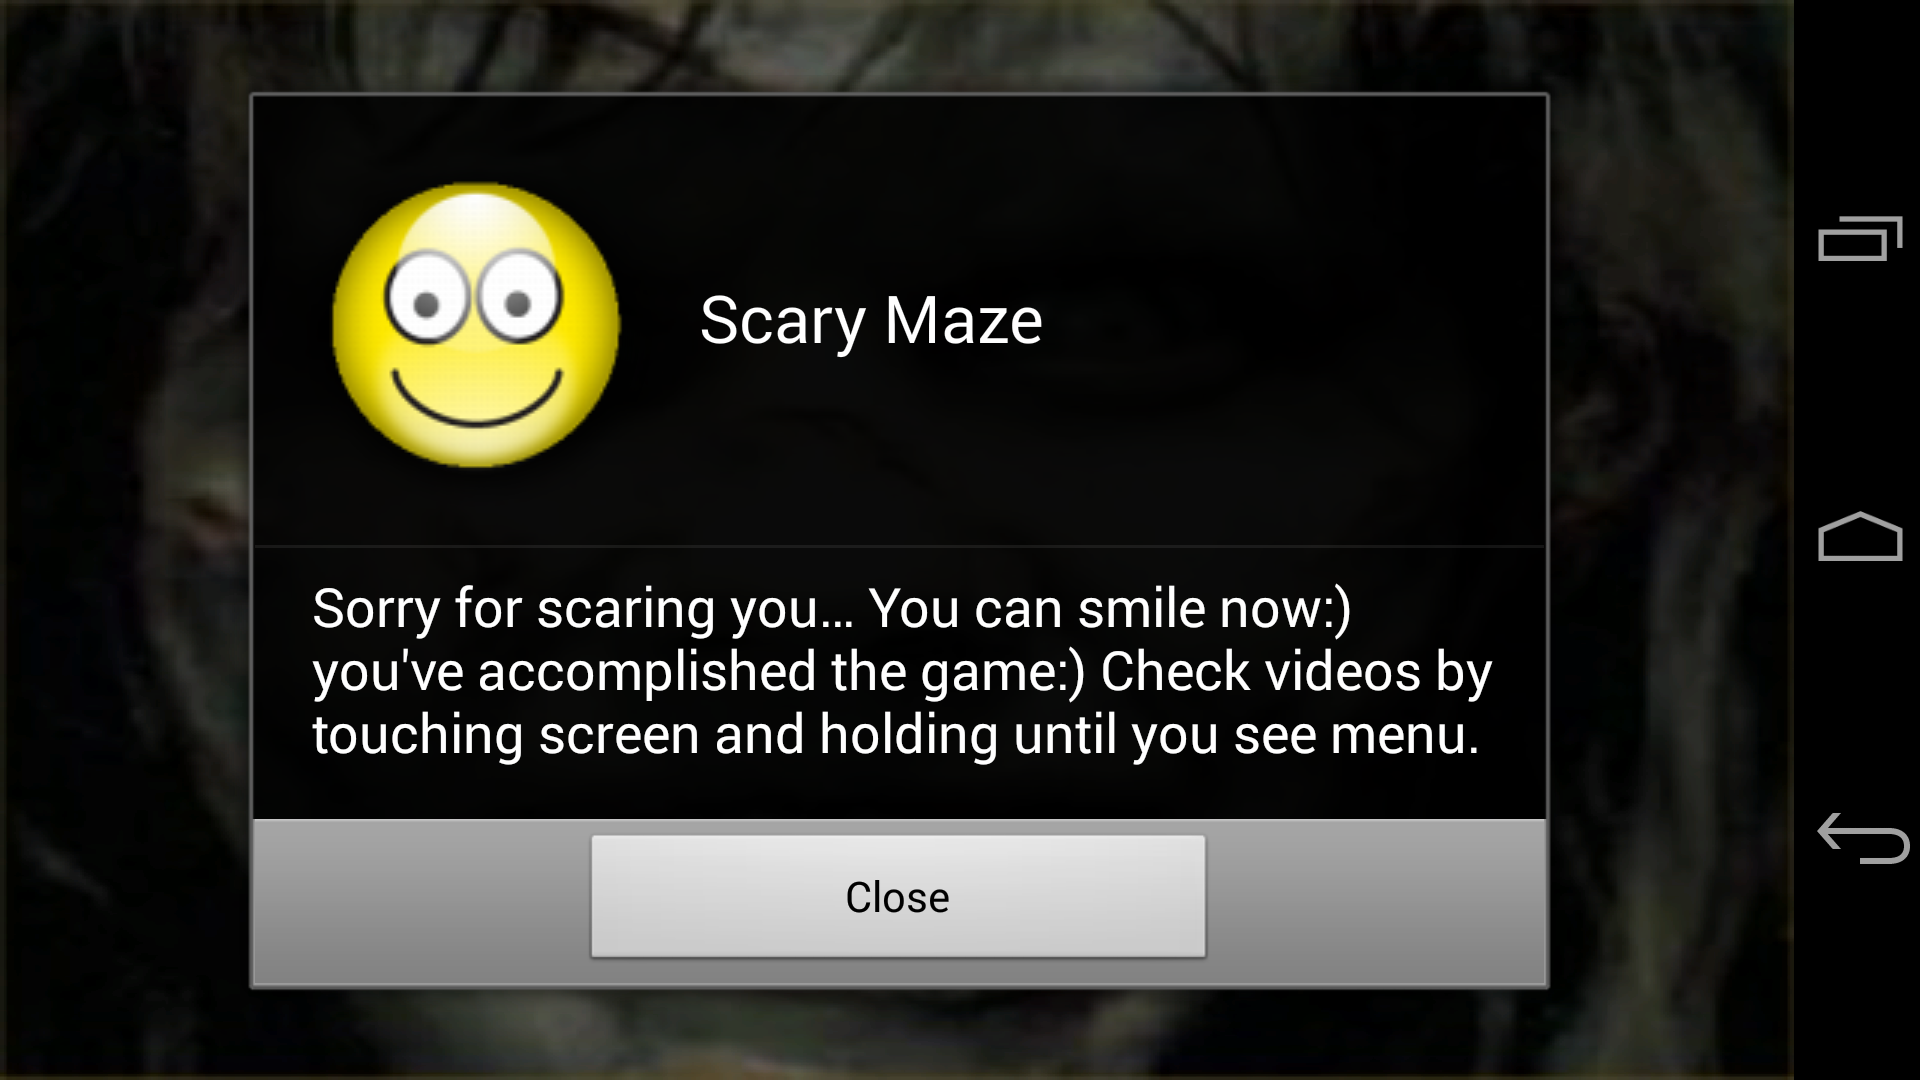 Scary Maze
Sorry for scaring you... You can smile now:)
you've accomplished the game:) Check videos by
touching screen and holding until you see menu.
Close